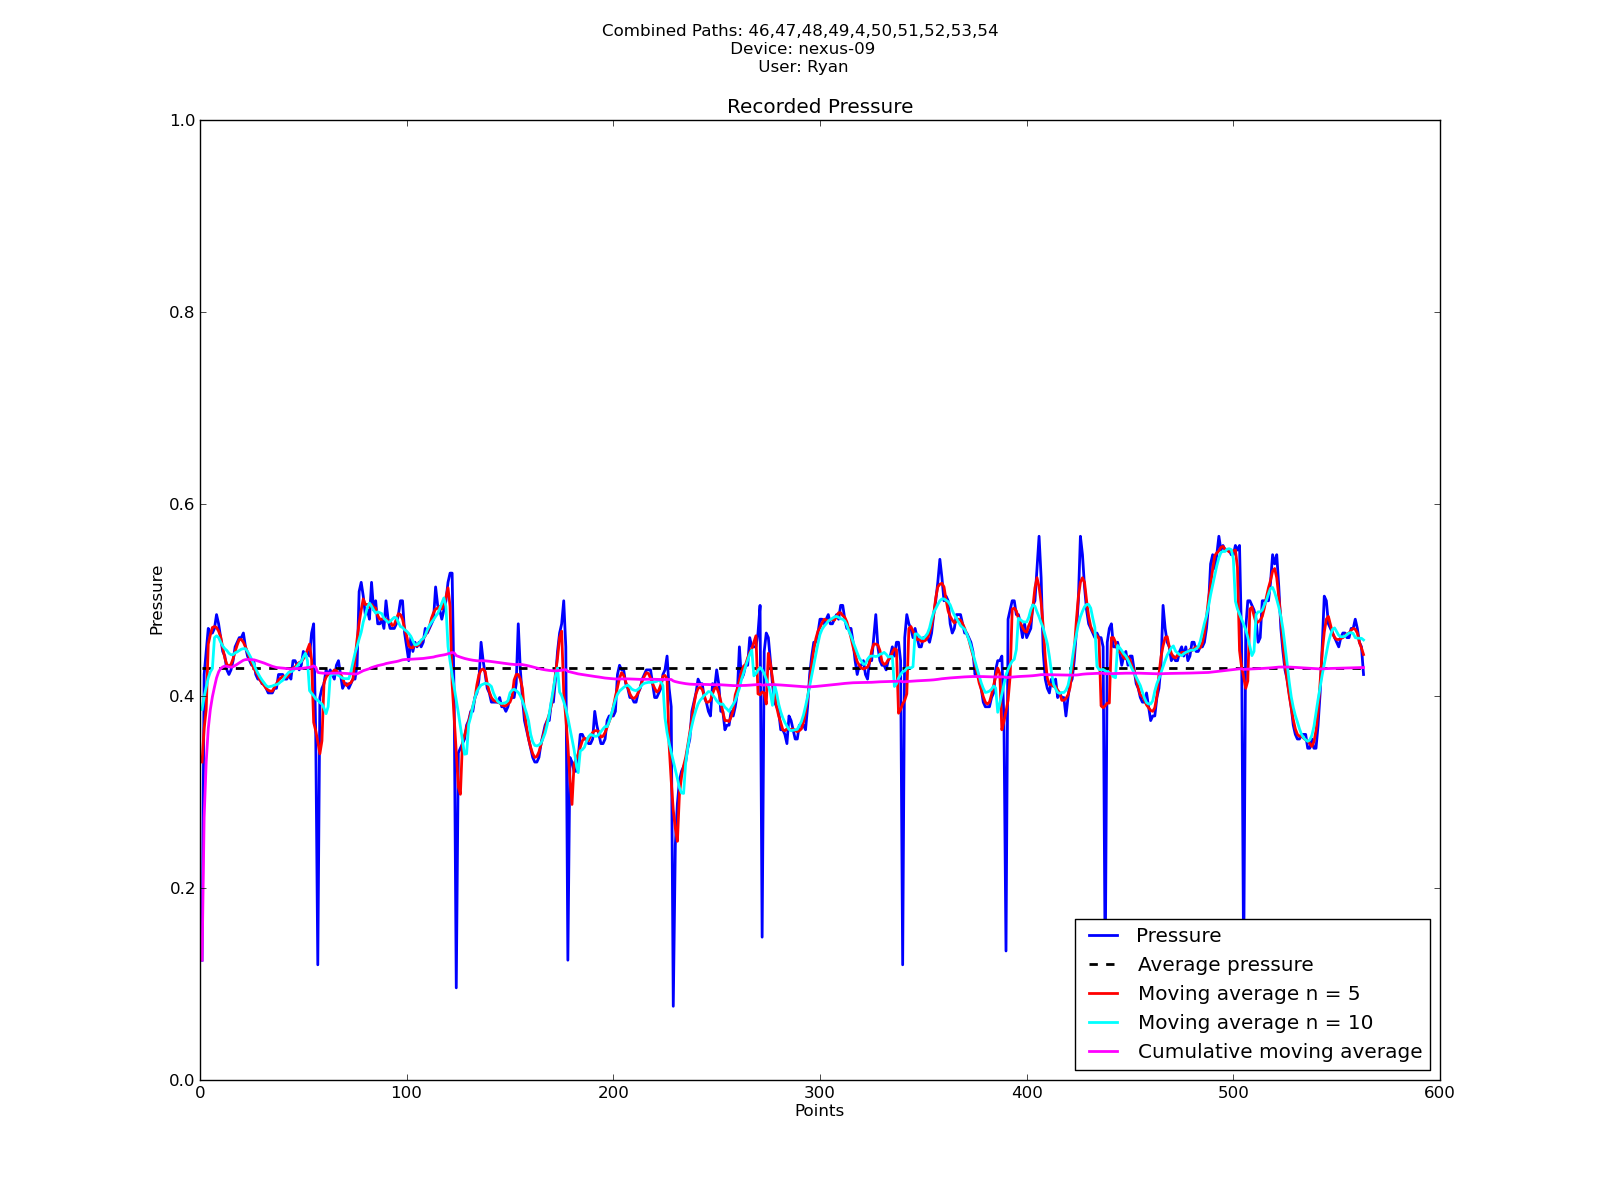 Combined Paths: 46,47,48,49,4,50,51,52,53,54
Device: nexus-09
User: Ryan
Recorded Pressure
1.0
0.8
0.6
0.4
0.2
0.0
Pressure
0 100 200 300 400 500 600
Points
Pressure
Average pressure
Moving average n = 5
Moving average n = 10
Cumulative moving average